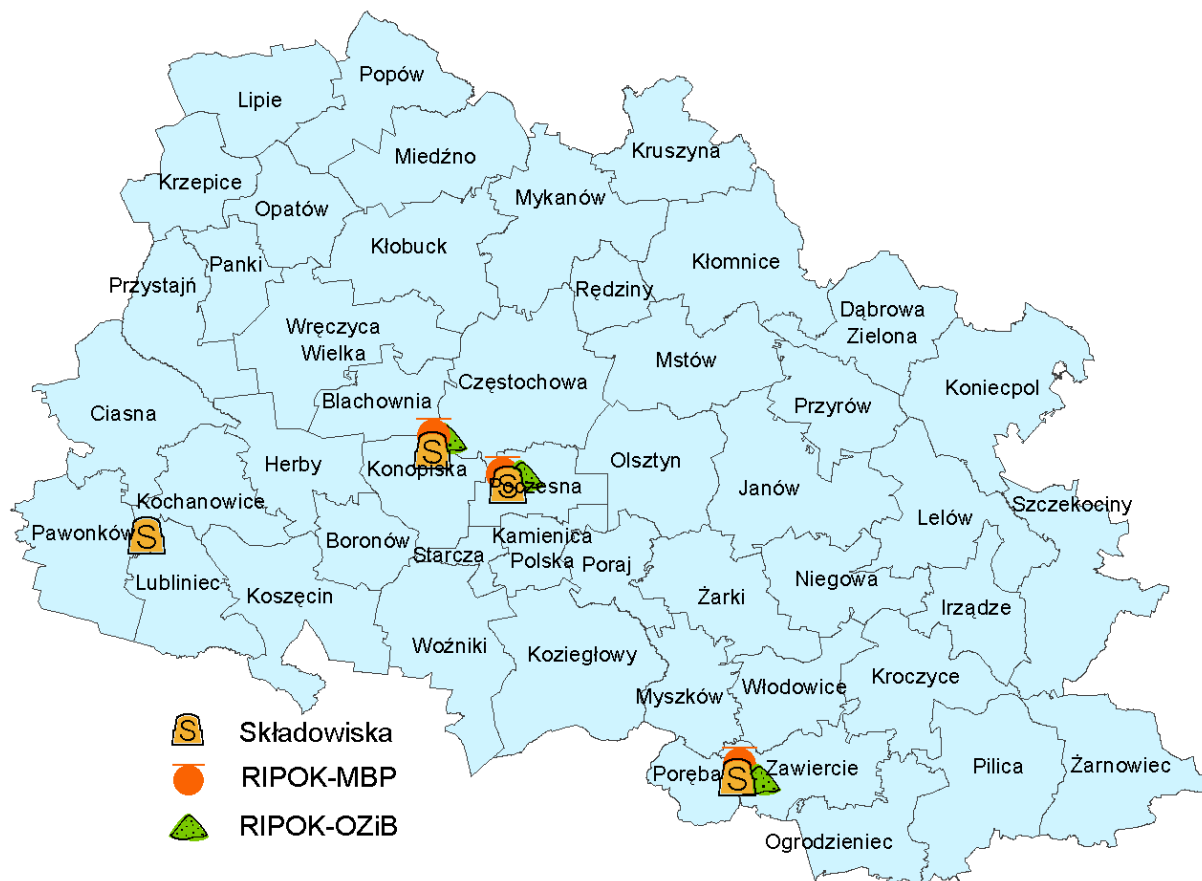 Popów
Lipie
Miedźno
Kruszyna
Krzepice
Mykanów
Opatów
Kłobuck
Panki
Kłomnice
Przystajń
Rędziny
Dąbrowa
Zielona
Wręczyca
Wielka
Mstów
Częstochowa
Koniecpol
Blachownia
Przyrów
Ciasna
S
Herby
Konopiska
Olsztyn
Poczesna
S
Janów
Kochanowice
Szczekociny
Lelów
Pawonków
S
Boronów
Kamienica
Polska
Starcza
Poraj
Żarki
Niegowa
Irządze
Lubliniec
Koszęcin
Woźniki
Koziegłowy
Kroczyce
Myszków
Włodowice
S
Składowiska
Poręba
S
Zawiercie
Pilica
Żarnowiec
RIPOK-MBP
RIPOK-OZiB
Ogrodzieniec